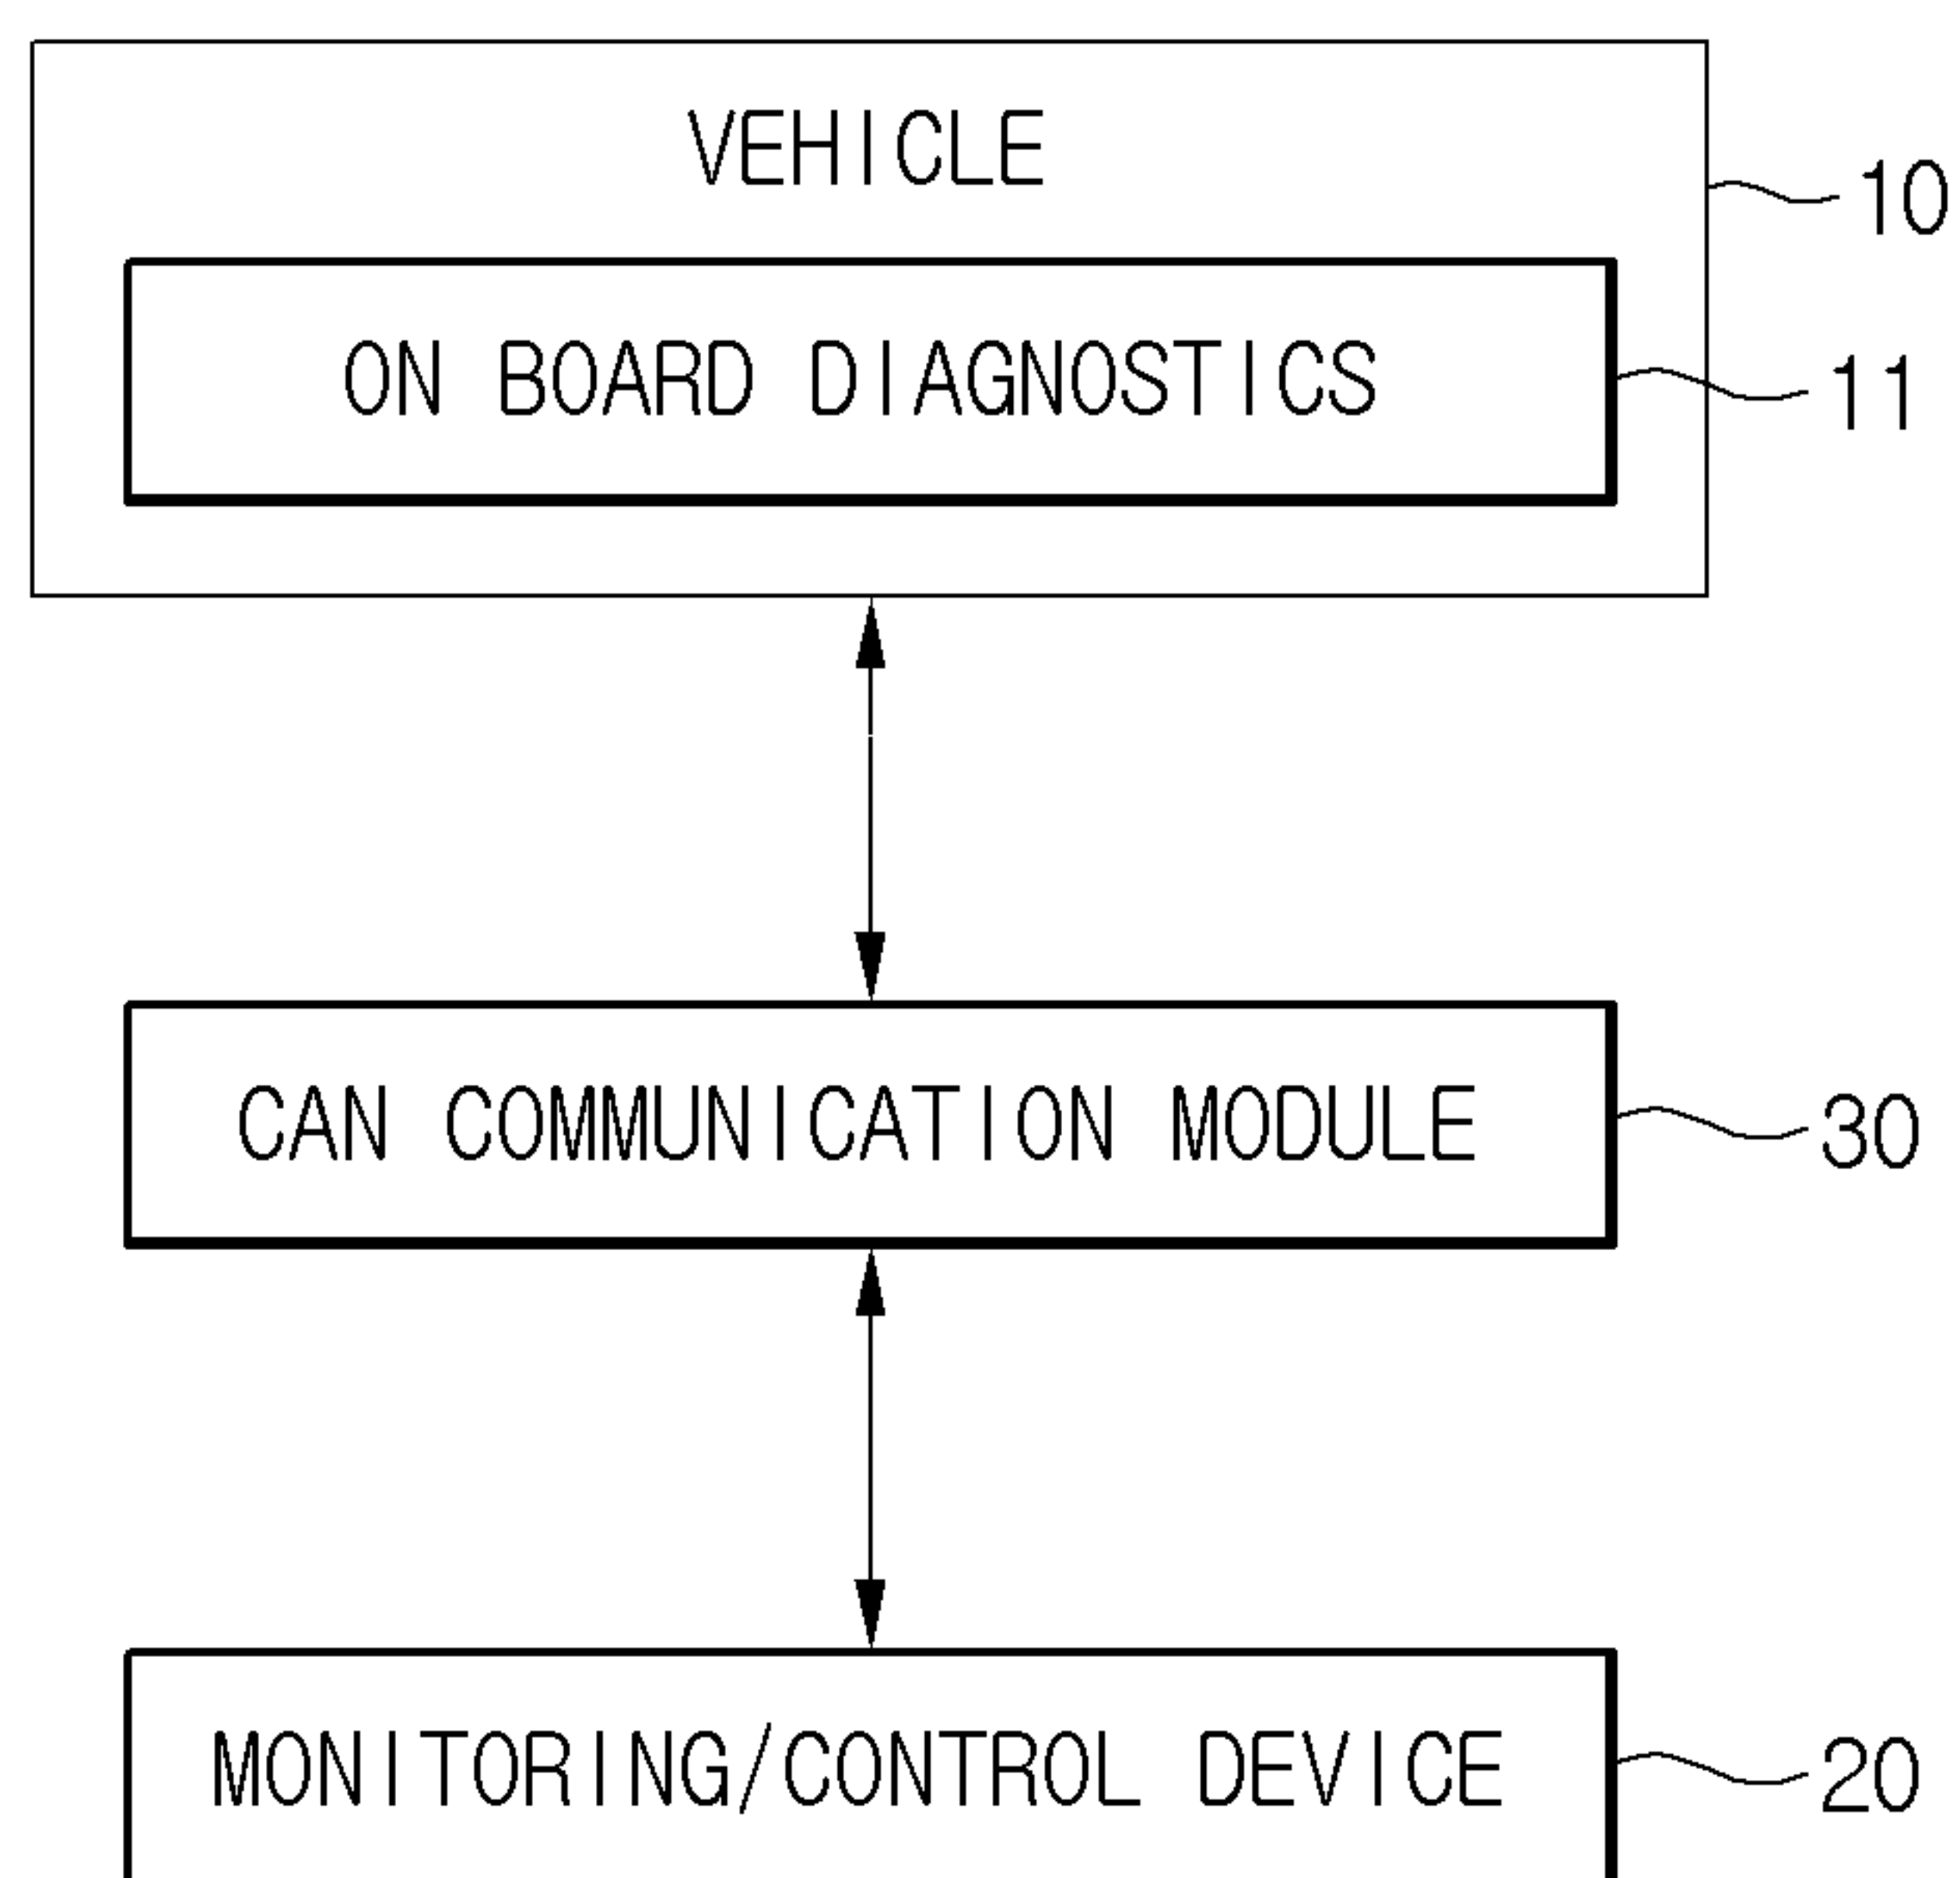 VEHICLE
10
ON BOARD DIAGNOSTICS
11
CAN COMMUNICATION MODULE
30
MONITORING/CONTROL DEVICE
20